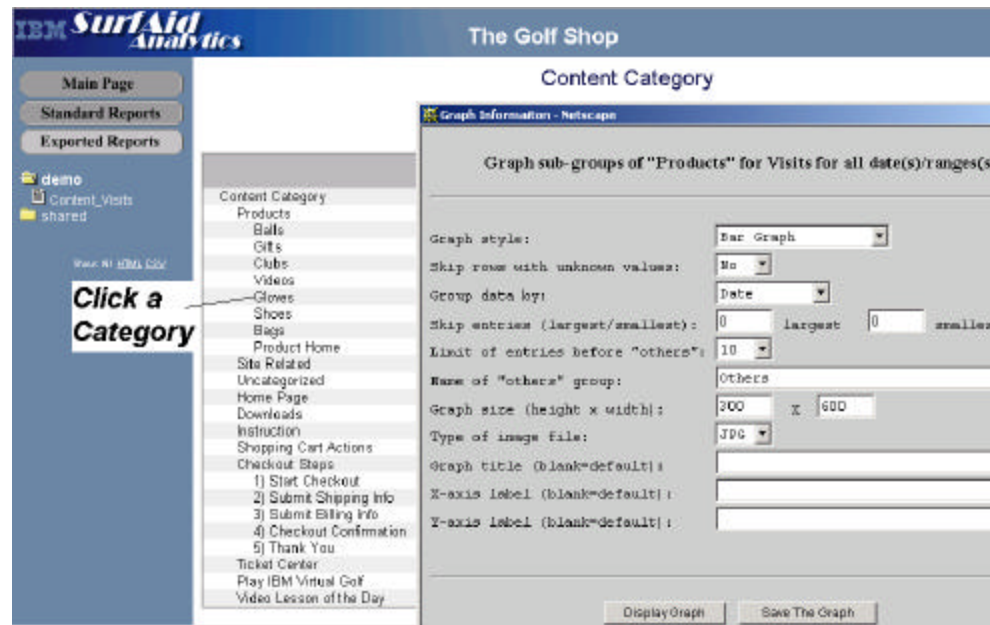 IBM SurfAid Analytics
The Golf Shop
Main Page
Standard Reports
Exported Reports
demo
Content_Visits
shared
HTML CSV
Click a
Category
Content Category
Content Category
Products
Balls
Gifts
Clubs
Videos
Gloves
Shoes
Bags
Product Home
Site Related
Uncategorized
Home Page
Downloads
Instruction
Shopping Cart Actions
Checkout Steps
1) Start Checkout
2) Submit Shipping Info
3) Submit Billing Info
4) Checkout Confirmation
5) Thank You
Ticket Center
Play IBM Virtual Golf
Video Lesson of the Day
Graph Information - Netscape
Graph sub-groups of "Products" for Visits for all date(s)/ranges(s
Graph style: Bar Graph
Skip rows with unknown values: No
Group data by: Date
Skip entries (largest/smallest): 0 largest 0 smalles
Limit of entries before "others": 10
Name of "others" group: Others
Graph size (height x width): 300 X 600
Type of image file: JPG
Graph title (blank=default):
X-axis label (blank=default):
Y-axis label (blank=default):
Display Graph Save The Graph